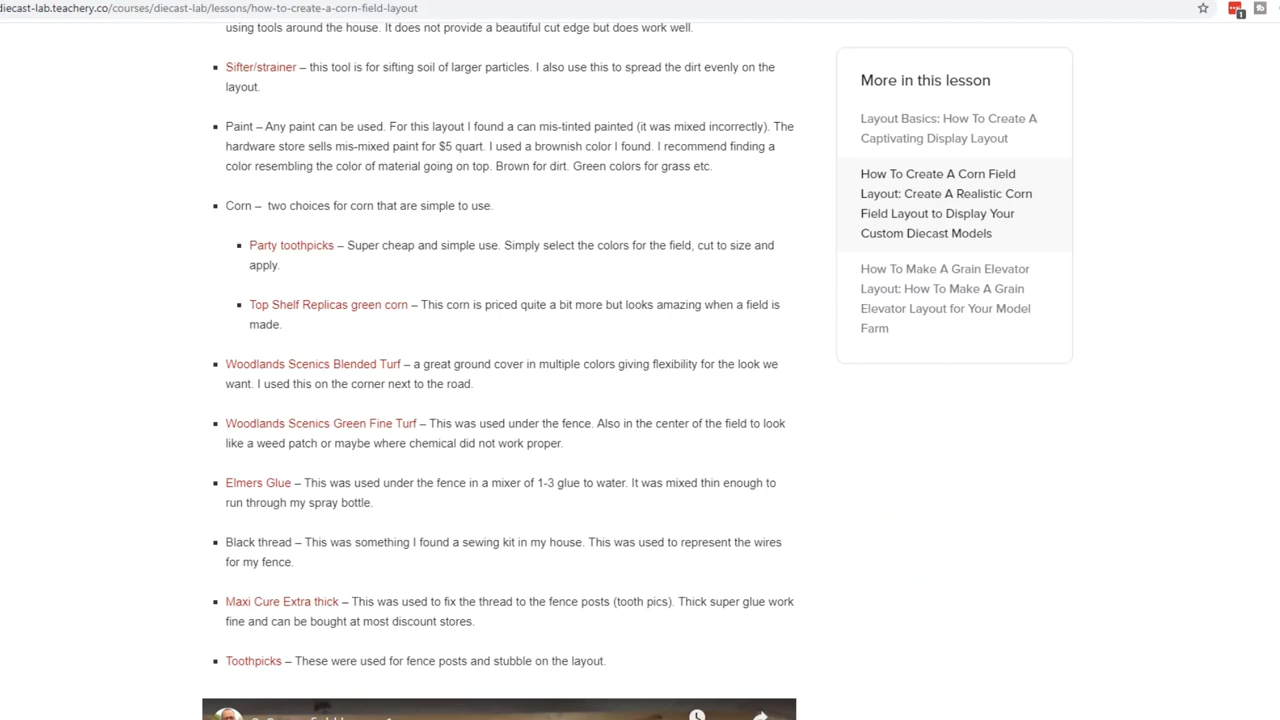 diecast-lab.teachery.co/courses/diecast-lab/lessons/how-to-create-a-corn-field-layout
using tools around the house. It does not provide a beautiful cut edge but does work well.
Sifter/strainer – this tool is for sifting soil of larger particles. I also use this to spread the dirt evenly on the
layout.
Paint – Any paint can be used. For this layout I found a can mis-tinted painted (it was mixed incorrectly). The
hardware store sells mis-mixed paint for $5 quart. I used a brownish color I found. I recommend finding a
color resembling the color of material going on top. Brown for dirt. Green colors for grass etc.
Corn – two choices for corn that are simple to use.
Party toothpicks – Super cheap and simple use. Simply select the colors for the field, cut to size and
apply.
Top Shelf Replicas green corn – This corn is priced quite a bit more but looks amazing when a field is
made.
Woodlands Scenics Blended Turf – a great ground cover in multiple colors giving flexibility for the look we
want. I used this on the corner next to the road.
Woodlands Scenics Green Fine Turf – This was used under the fence. Also in the center of the field to look
like a weed patch or maybe where chemical did not work proper.
Elmers Glue – This was used under the fence in a mixer of 1-3 glue to water. It was mixed thin enough to
run through my spray bottle.
Black thread – This was something I found a sewing kit in my house. This was used to represent the wires
for my fence.
Maxi Cure Extra thick – This was used to fix the thread to the fence posts (tooth pics). Thick super glue work
fine and can be bought at most discount stores.
Toothpicks – These were used for fence posts and stubble on the layout.
More in this lesson
Layout Basics: How To Create A
Captivating Display Layout
How To Create A Corn Field
Layout: Create A Realistic Corn
Field Layout to Display Your
Custom Diecast Models
How To Make A Grain Elevator
Layout: How To Make A Grain
Elevator Layout for Your Model
Farm
1